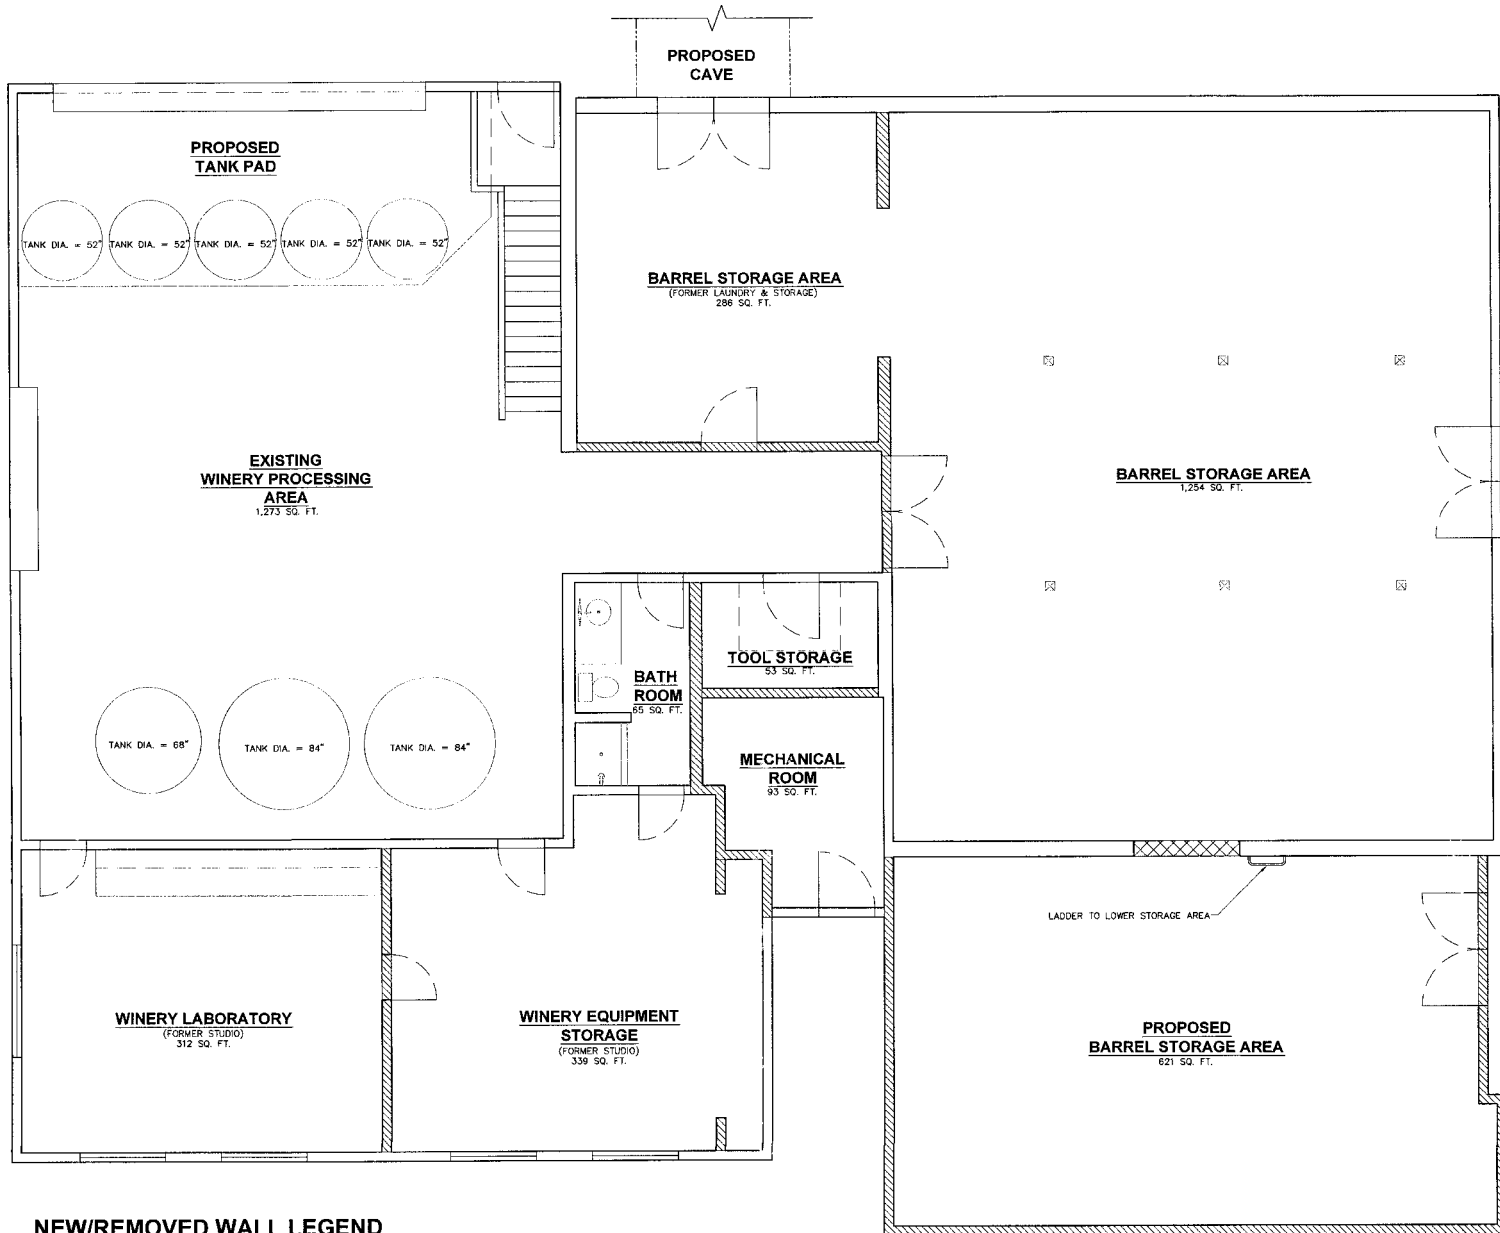 PROPOSED
CAVE
PROPOSED
TANK PAD
TANK DIA. = 52"
TANK DIA. = 52"
TANK DIA. = 52"
TANK DIA. = 52"
TANK DIA. = 52"
BARREL STORAGE AREA
(FORMER LAUNDRY & STORAGE)
286 SQ. FT.
EXISTING
WINERY PROCESSING
AREA
1,273 SQ. FT.
BARREL STORAGE AREA
1,254 SQ. FT.
TOOL STORAGE
53 SQ. FT.
BATH
ROOM
65 SQ. FT.
TANK DIA. = 68"
TANK DIA. = 84"
TANK DIA. = 84"
MECHANICAL
ROOM
93 SQ. FT.
LADDER TO LOWER STORAGE AREA
WINERY LABORATORY
(FORMER STUDIO)
312 SQ. FT.
WINERY EQUIPMENT
STORAGE
(FORMER STUDIO)
339 SQ. FT.
PROPOSED
BARREL STORAGE AREA
621 SQ. FT.
NEW/REMOVED WALL LEGEND